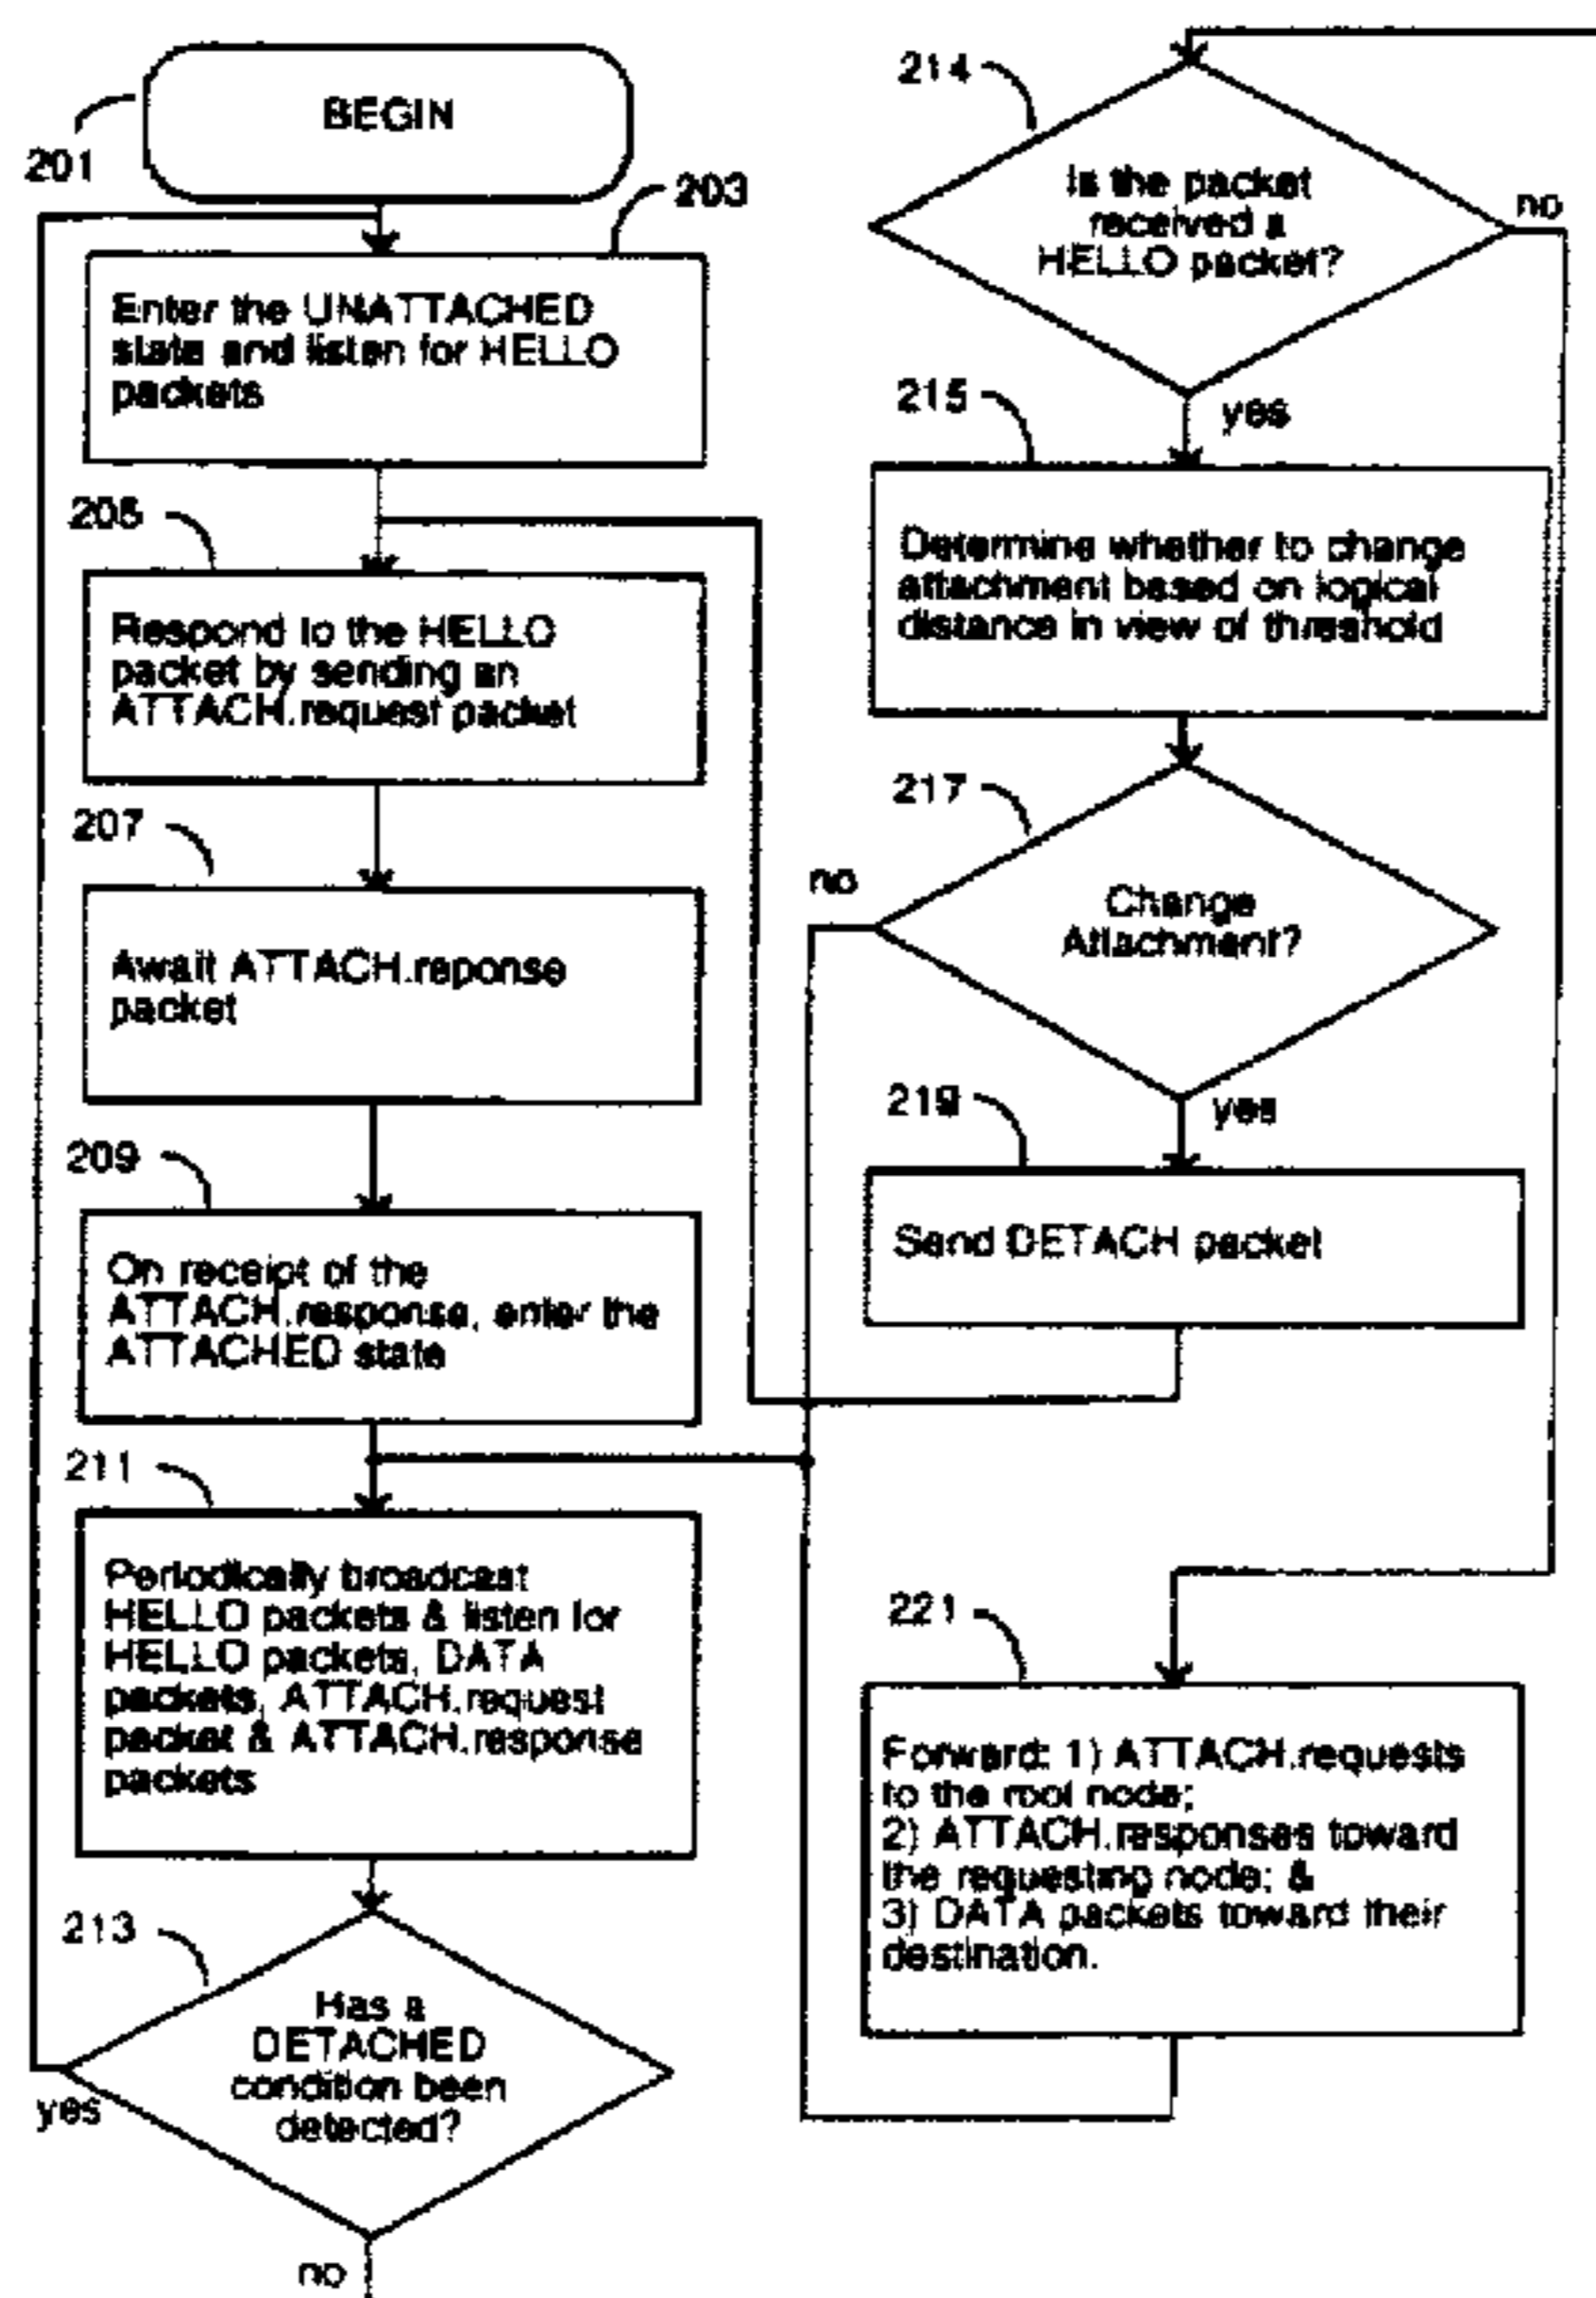 201
BEGIN
203
Enter the UNATTACHED
state and listen for HELLO
packets
205
Respond to the HELLO
packet by sending an
ATTACH.request packet
207
Await ATTACH.reponse
packet
209
On receipt of the
ATTACH.response, enter the
ATTACHED state
211
Periodically broadcast
HELLO packets & listen for
HELLO packets, DATA
packets, ATTACH.request
packet & ATTACH.response
packets
213
Has a
DETACHED
condition been
detected?
yes
no
214
Is the packet
received a
HELLO packet?
no
yes
215
Determine whether to change
attachment based on logical
distance in view of threshold
217
no
Change
Attachment?
yes
219
Send DETACH packet
221
Forward: 1) ATTACH.requests
to the root node;
2) ATTACH.responses toward
the requesting node; &
3) DATA packets toward their
destination.